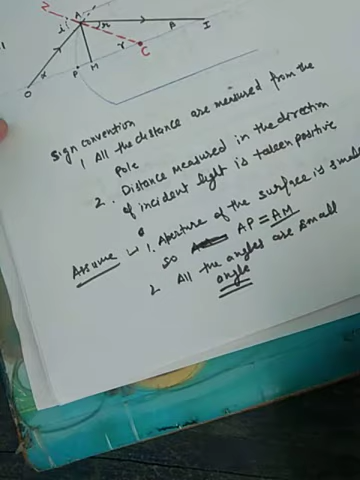 N A i r
α P M γ C β I
O
Sign convention
1 All the distance are measured from the
pole
2. Distance measured in the direction
of incident light is taken positive
Assume ↳ 1. Aperture of the surface is
so AP = AM
2 All the angles are small
angle